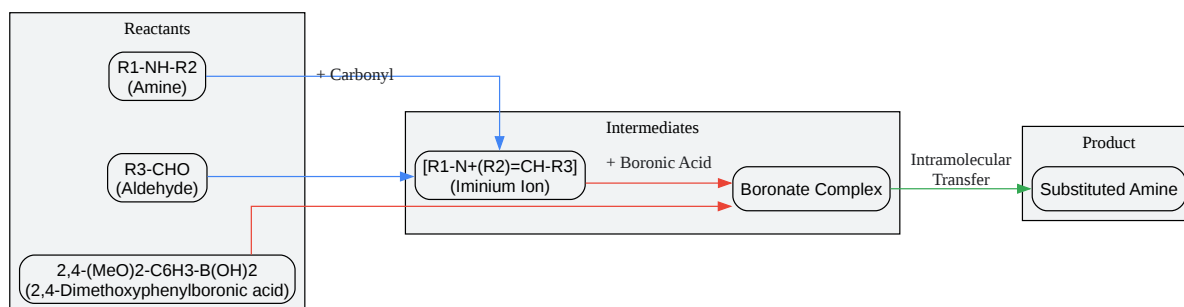 Reactants
R1-NH-R2
(Amine)
+ Carbonyl
R3-CHO
(Aldehyde)
2,4-(MeO)2-C6H3-B(OH)2
(2,4-Dimethoxyphenylboronic acid)
Intermediates
[R1-N+(R2)=CH-R3]
(Iminium Ion)
+ Boronic Acid
Boronate Complex
Intramolecular
Transfer
Product
Substituted Amine